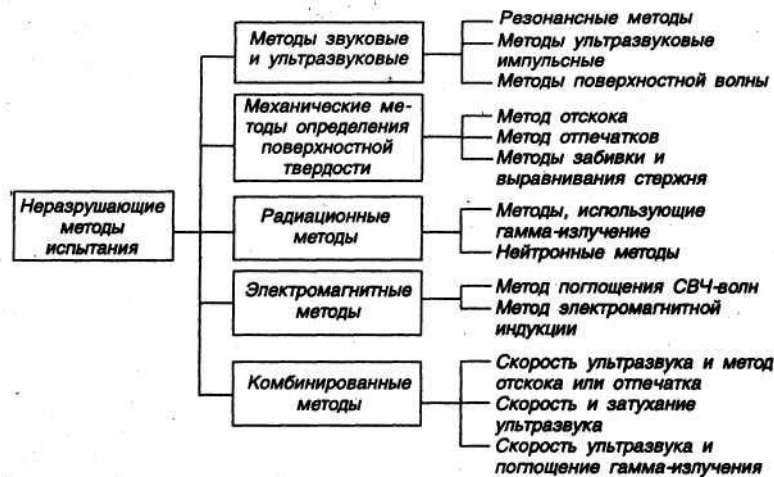 Неразрушающие
методы
испытания
Методы звуковые
и ультразвуковые
Резонансные методы
Методы ультразвуковые
импульсные
Методы поверхностной волны
Механические ме-
тоды определения
поверхностной
твердости
Метод отскока
Метод отпечатков
Методы забивки и
выравнивания стержня
Радиационные
методы
Методы, использующие
гамма-излучение
Нейтронные методы
Электромагнитные
методы
Метод поглощения СВЧ-волн
Метод электромагнитной
индукции
Комбинированные
методы
Скорость ультразвука и метод
отскока или отпечатка
Скорость и затухание
ультразвука
Скорость ультразвука и
поглощение гамма-излучения